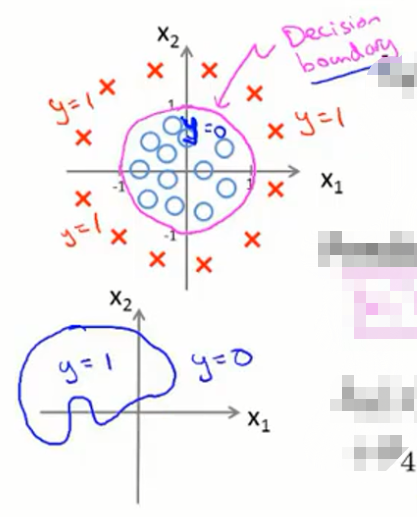 x₂
Decision
boundary
1
y=1
y=0
y=1
-1
1
x₁
y=1
-1
x₂
y=1
y=0
x₁
4